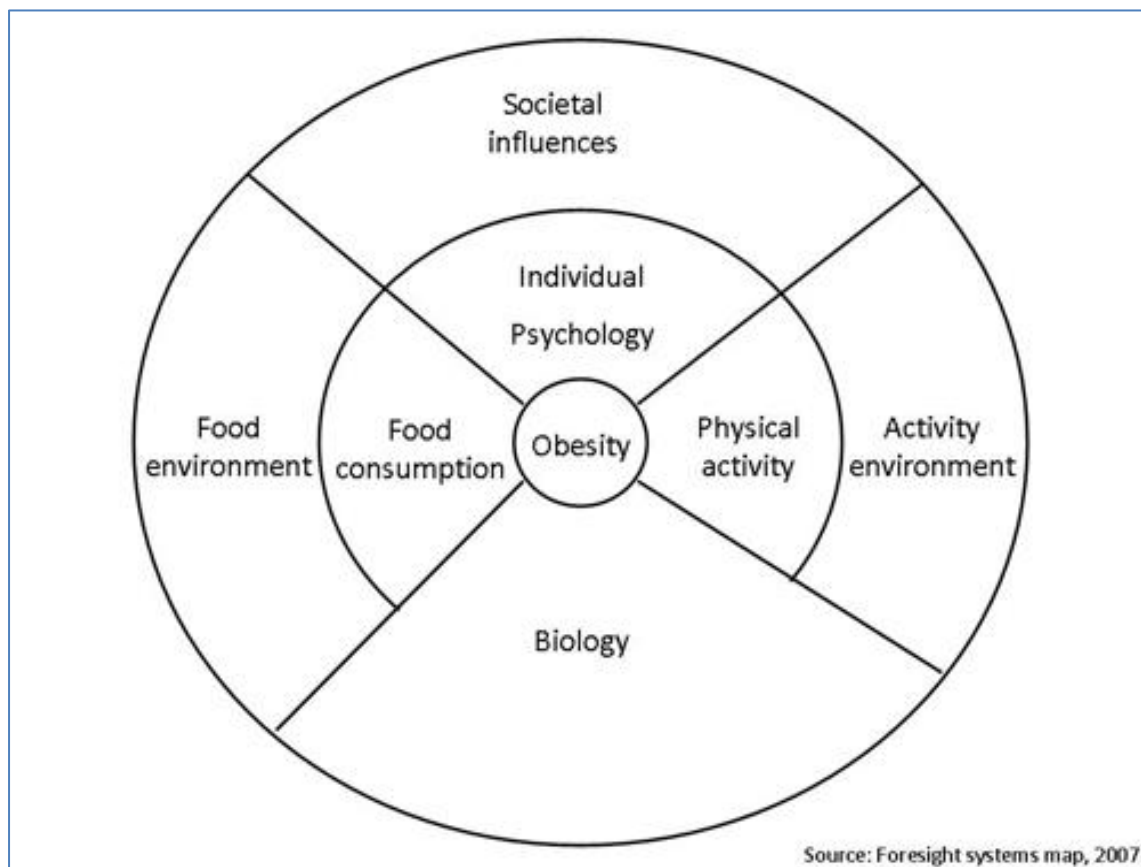 Societal
influences
Individual
Psychology
Food
environment
Food
consumption
Obesity
Physical
activity
Activity
environment
Biology
Source: Foresight systems map, 2007